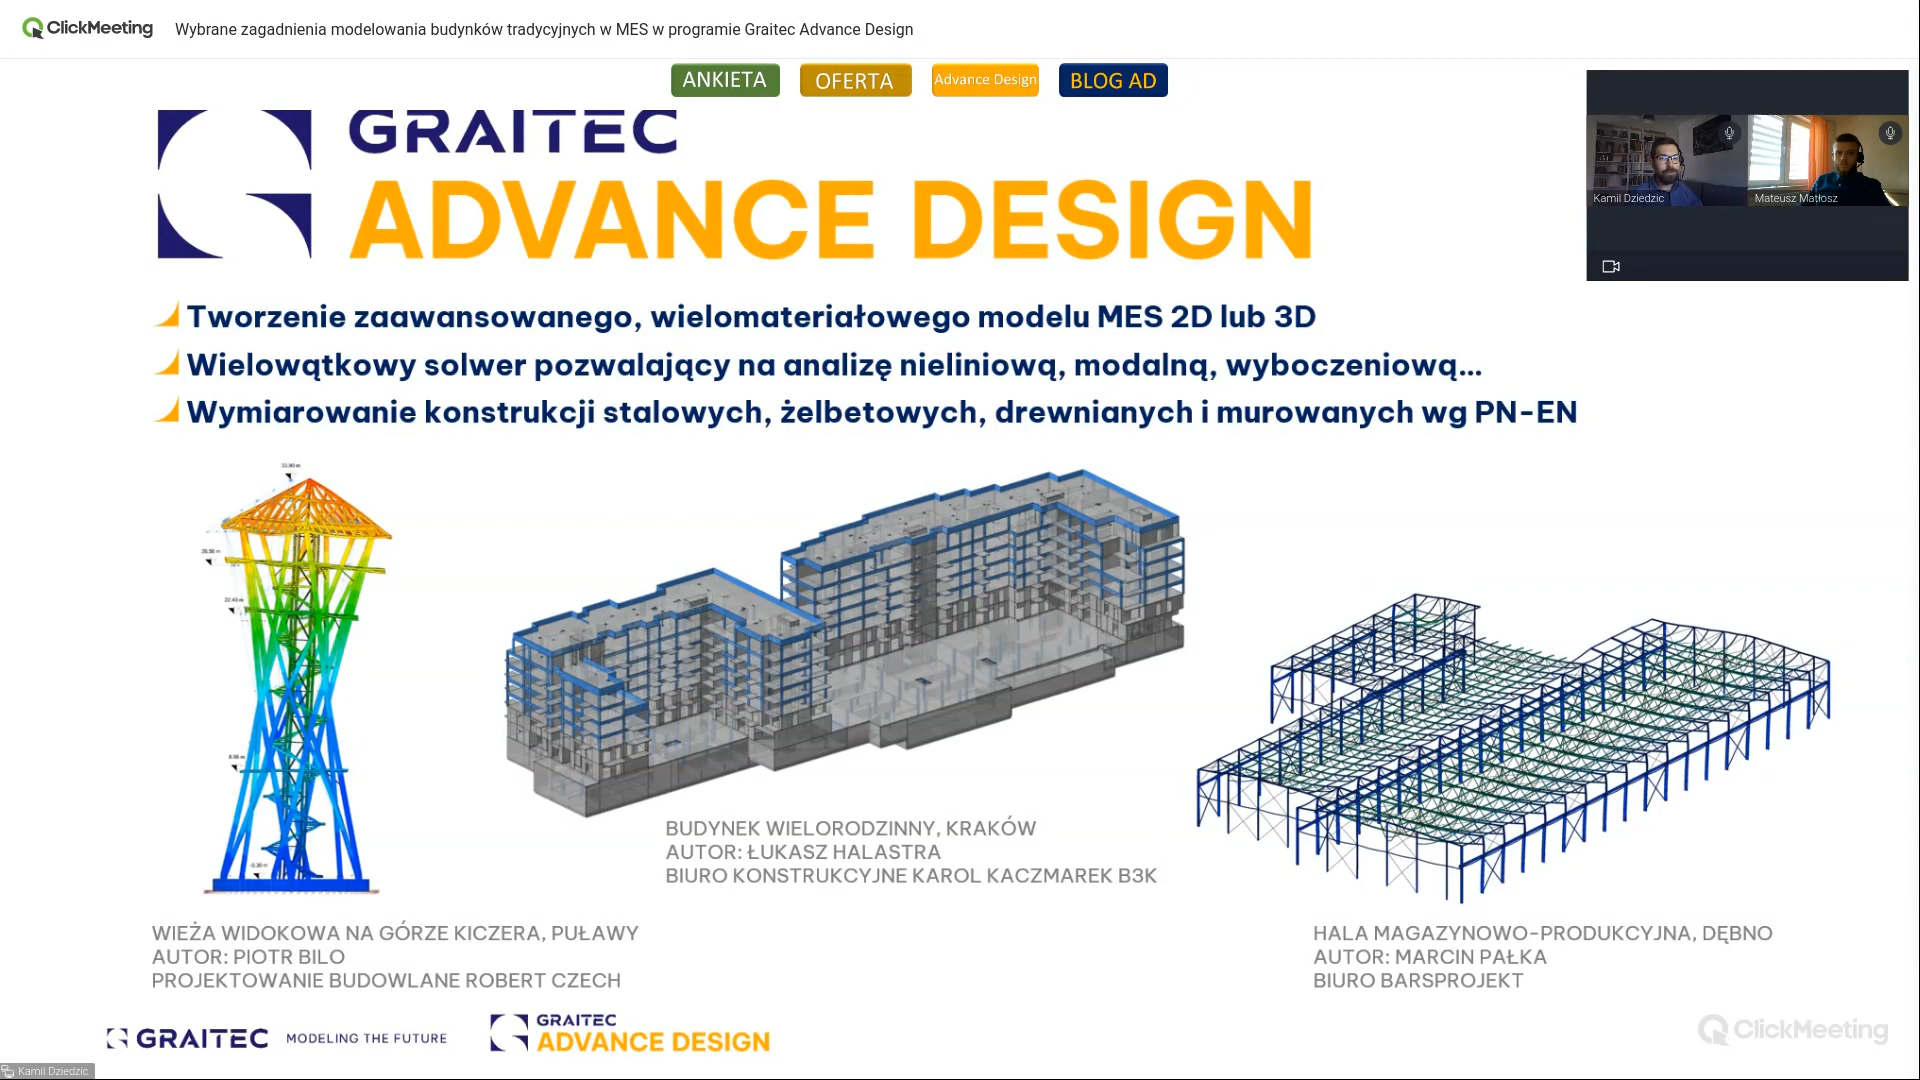 ClickMeeting
Wybrane zagadnienia modelowania budynków tradycyjnych w MES w programie Graitec Advance Design
ANKIETA
OFERTA
Advance Design
BLOG AD
GRAITEC
ADVANCE DESIGN
Kamil Dziedzic
Mateusz Matłosz
Tworzenie zaawansowanego, wielomateriałowego modelu MES 2D lub 3D
Wielowątkowy solwer pozwalający na analizę nieliniową, modalną, wyboczeniową...
Wymiarowanie konstrukcji stalowych, żelbetowych, drewnianych i murowanych wg PN-EN
BUDYNEK WIELORODZINNY, KRAKÓW
AUTOR: ŁUKASZ HALASTRA
BIURO KONSTRUKCYJNE KAROL KACZMAREK B3K
WIEŻA WIDOKOWA NA GÓRZE KICZERA, PUŁAWY
AUTOR: PIOTR BILO
PROJEKTOWANIE BUDOWLANE ROBERT CZECH
HALA MAGAZYNOWO-PRODUKCYJNA, DĘBNO
AUTOR: MARCIN PAŁKA
BIURO BARSPROJEKT
GRAITEC MODELING THE FUTURE
GRAITEC
ADVANCE DESIGN
ClickMeeting
Kamil Dziedzic